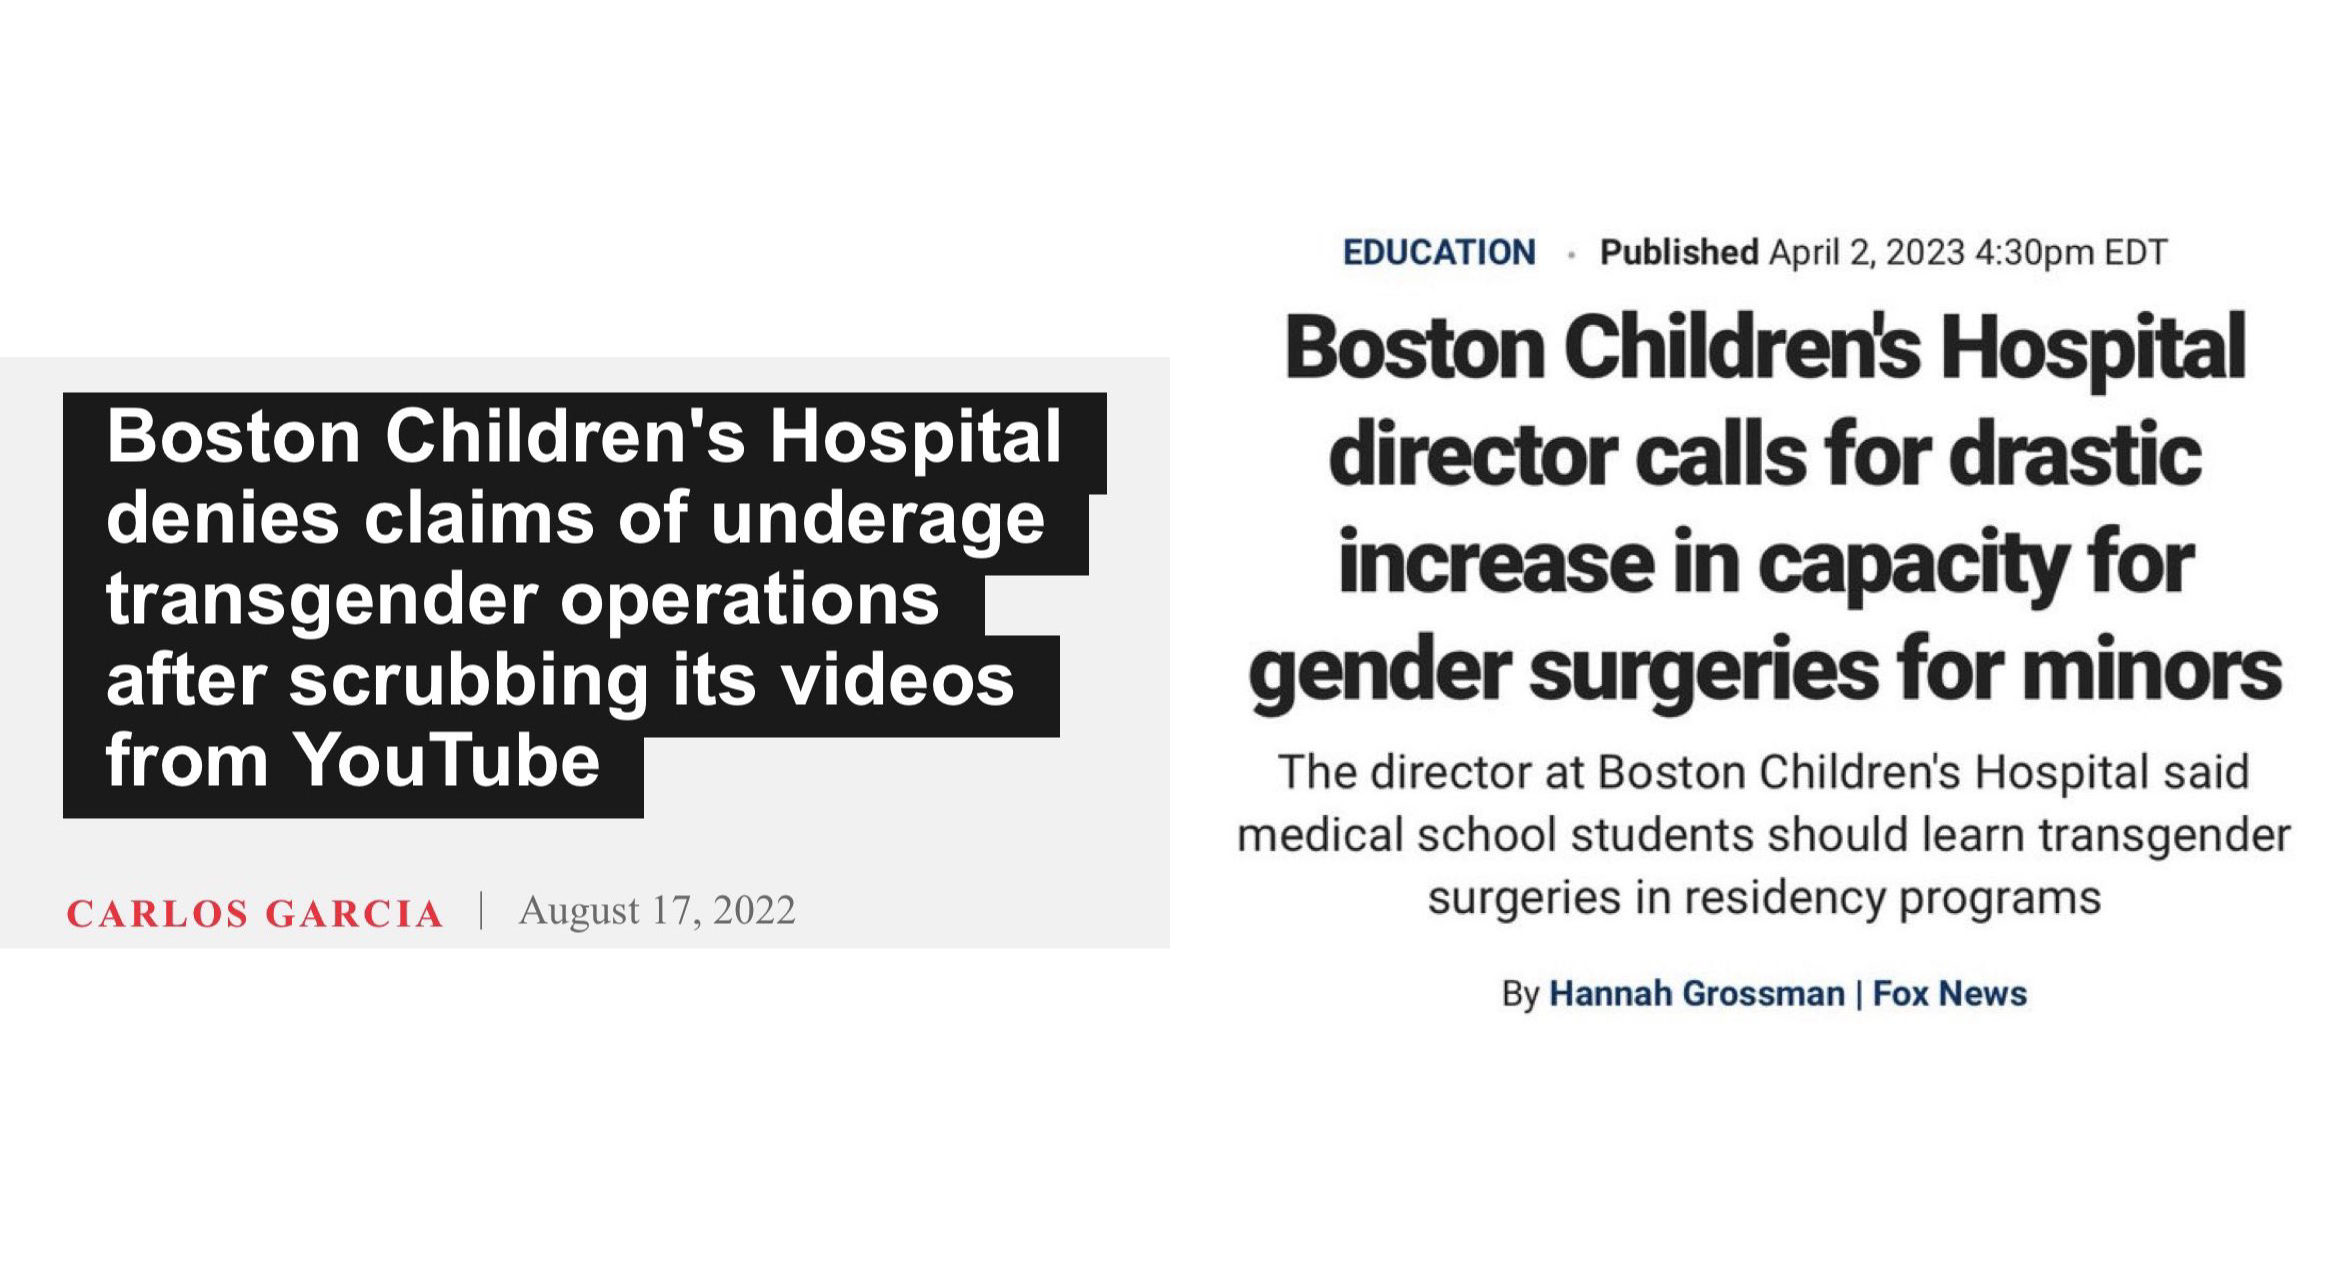 Boston Children's Hospital
denies claims of underage
transgender operations
after scrubbing its videos
from YouTube
CARLOS GARCIA | August 17, 2022
EDUCATION · Published April 2, 2023 4:30pm EDT
Boston Children's Hospital
director calls for drastic
increase in capacity for
gender surgeries for minors
The director at Boston Children's Hospital said
medical school students should learn transgender
surgeries in residency programs
By Hannah Grossman | Fox News